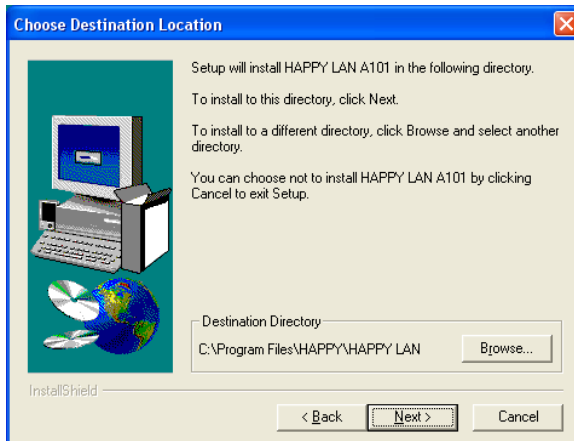 Choose Destination Location
Setup will install HAPPY LAN A101 in the following directory.
To install to this directory, click Next.
To install to a different directory, click Browse and select another
directory.
You can choose not to install HAPPY LAN A101 by clicking
Cancel to exit Setup.
Destination Directory
C:\Program Files\HAPPY\HAPPY LAN
Browse...
InstallShield
< Back
Next >
Cancel